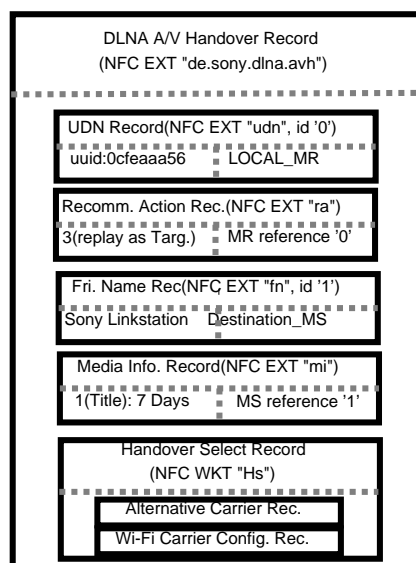 DLNA A/V Handover Record
(NFC EXT "de.sony.dlna.avh")
UDN Record(NFC EXT "udn", id '0')
uuid:0cfeaaa56 LOCAL_MR
Recomm. Action Rec.(NFC EXT "ra")
3(replay as Targ.) MR reference '0'
Fri. Name Rec(NFC EXT "fn", id '1')
Sony Linkstation Destination_MS
Media Info. Record(NFC EXT "mi")
1(Title): 7 Days MS reference '1'
Handover Select Record
(NFC WKT "Hs")
Alternative Carrier Rec.
Wi-Fi Carrier Config. Rec.